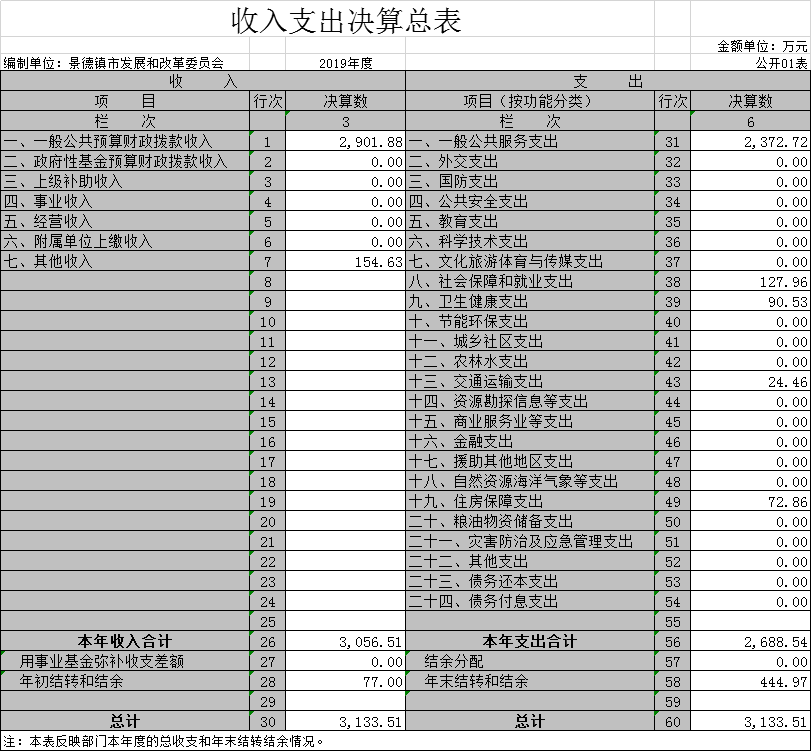 收入支出决算总表
金额单位：万元
编制单位：景德镇市发展和改革委员会 2019年度 公开01表
收 入 支 出
项 目 行次 决算数 项目（按功能分类） 行次 决算数
栏 次 3 栏 次 6
一、一般公共预算财政拨款收入 1 2,901.88 一、一般公共服务支出 31 2,372.72
二、政府性基金预算财政拨款收入 2 0.00 二、外交支出 32 0.00
三、上级补助收入 3 0.00 三、国防支出 33 0.00
四、事业收入 4 0.00 四、公共安全支出 34 0.00
五、经营收入 5 0.00 五、教育支出 35 0.00
六、附属单位上缴收入 6 0.00 六、科学技术支出 36 0.00
七、其他收入 7 154.63 七、文化旅游体育与传媒支出 37 0.00
8 八、社会保障和就业支出 38 127.96
9 九、卫生健康支出 39 90.53
10 十、节能环保支出 40 0.00
11 十一、城乡社区支出 41 0.00
12 十二、农林水支出 42 0.00
13 十三、交通运输支出 43 24.46
14 十四、资源勘探信息等支出 44 0.00
15 十五、商业服务业等支出 45 0.00
16 十六、金融支出 46 0.00
17 十七、援助其他地区支出 47 0.00
18 十八、自然资源海洋气象等支出 48 0.00
19 十九、住房保障支出 49 72.86
20 二十、粮油物资储备支出 50 0.00
21 二十一、灾害防治及应急管理支出 51 0.00
22 二十二、其他支出 52 0.00
23 二十三、债务还本支出 53 0.00
24 二十四、债务付息支出 54 0.00
25 55
本年收入合计 26 3,056.51 本年支出合计 56 2,688.54
用事业基金弥补收支差额 27 0.00 结余分配 57 0.00
年初结转和结余 28 77.00 年末结转和结余 58 444.97
29 59
总计 30 3,133.51 总计 60 3,133.51
注：本表反映部门本年度的总收支和年末结转结余情况。